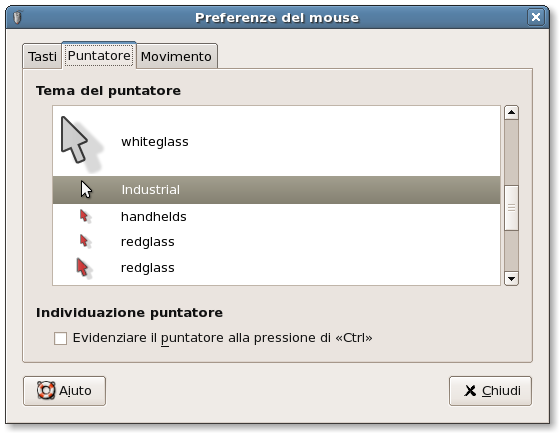 Preferenze del mouse
Tasti Puntatore Movimento
Tema del puntatore
whiteglass
Industrial
handhelds
redglass
redglass
Individuazione puntatore
Evidenziare il puntatore alla pressione di «Ctrl»
Ajuto Chiudi